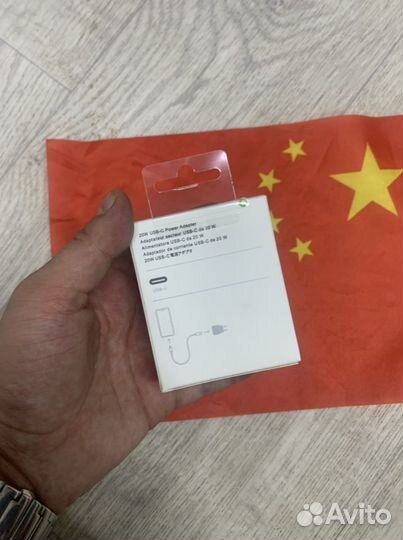 20W USB-C Power Adapter
Adaptateur secteur USB-C de 20 W
Alimentatore USB-C da 20 W
Adaptador de corriente USB-C de 20 W
20W USB-C電源アダプタ
USB-C
Avito